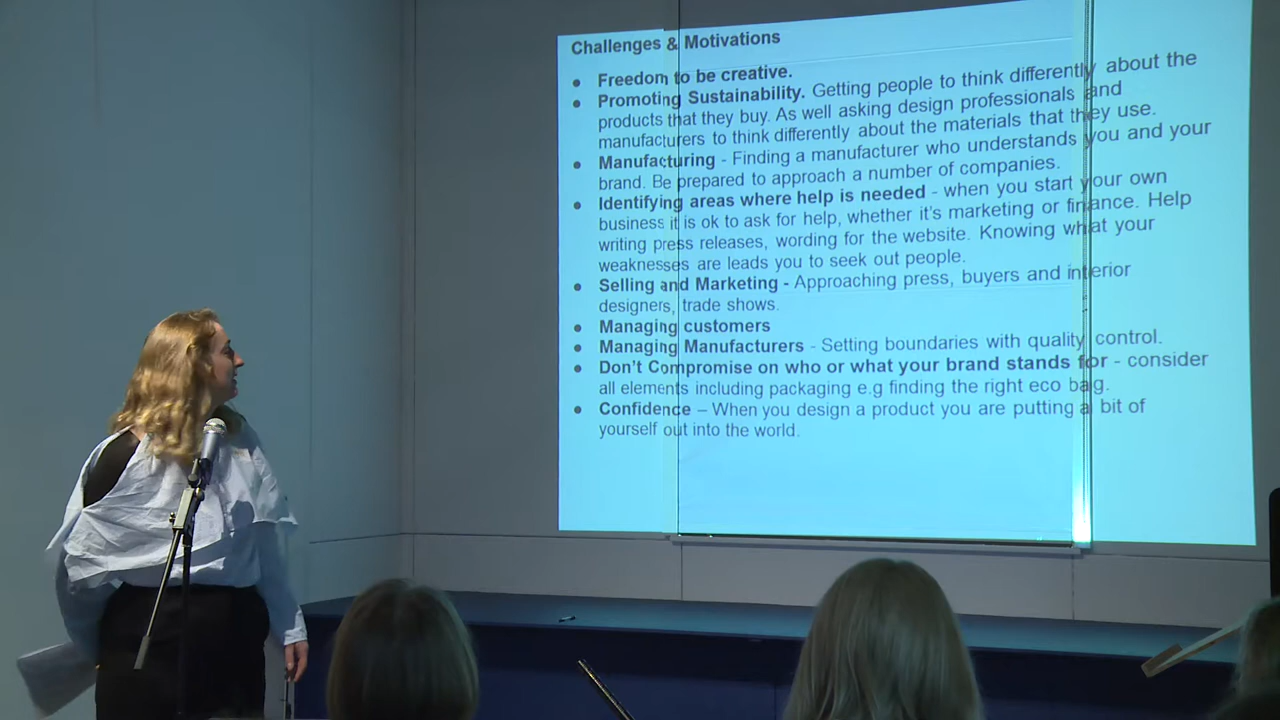 Challenges & Motivations
● Freedom to be creative.
● Promoting Sustainability. Getting people to think differently about the
products that they buy. As well asking design professionals and
manufacturers to think differently about the materials that they use.
● Manufacturing - Finding a manufacturer who understands you and your
brand. Be prepared to approach a number of companies.
● Identifying areas where help is needed - when you start your own
business it is ok to ask for help, whether it's marketing or finance. Help
writing press releases, wording for the website. Knowing what your
weaknesses are leads you to seek out people.
● Selling and Marketing - Approaching press, buyers and interior
designers, trade shows.
● Managing customers
● Managing Manufacturers - Setting boundaries with quality control.
● Don't Compromise on who or what your brand stands for - consider
all elements including packaging e.g finding the right eco bag.
● Confidence – When you design a product you are putting a bit of
yourself out into the world.